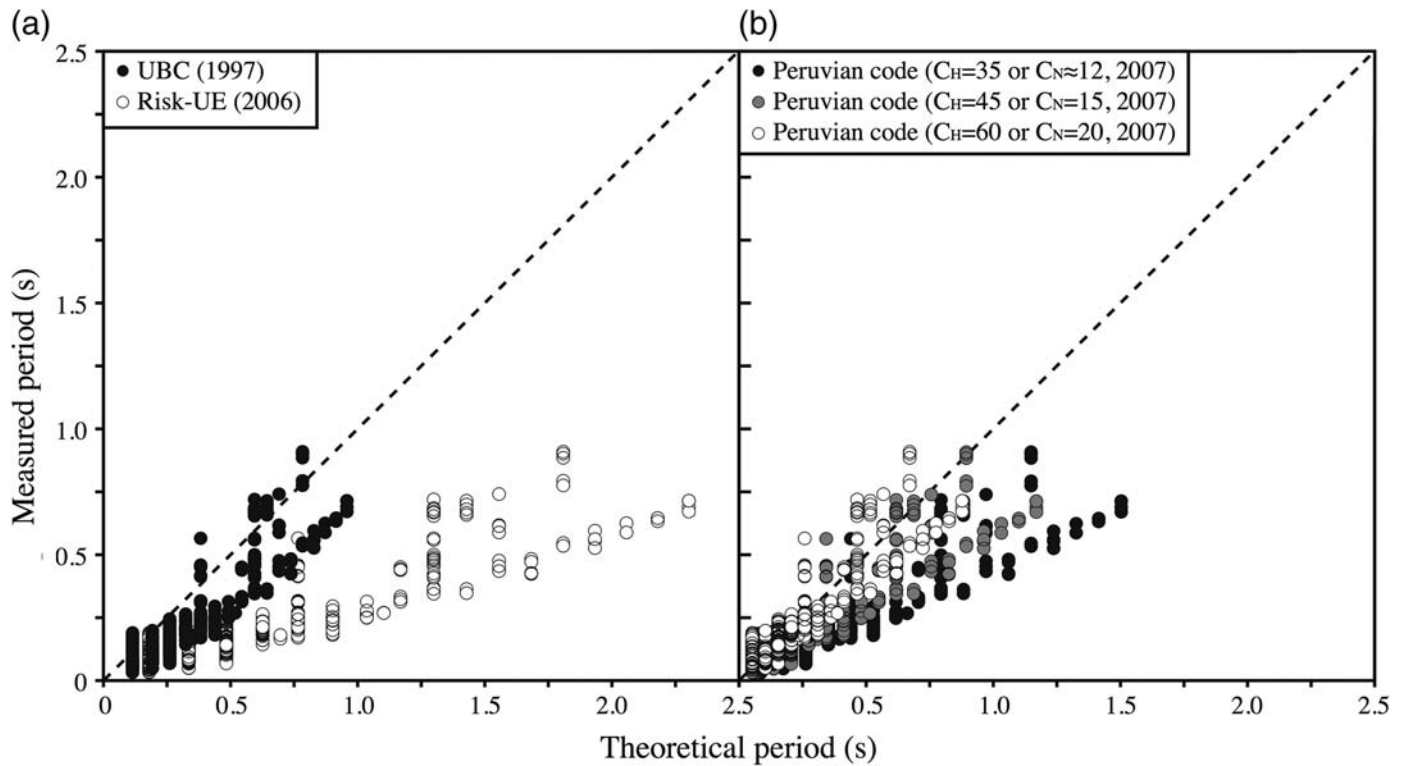 (a)
(b)
UBC (1997)
Risk-UE (2006)
Peruvian code (CH=35 or CN≈12, 2007)
Peruvian code (CH=45 or CN=15, 2007)
Peruvian code (CH=60 or CN=20, 2007)
2.5
2.0
1.5
1.0
0.5
0
Measured period (s)
0 0.5 1.0 1.5 2.0 2.5 0.5 1.0 1.5 2.0 2.5
Theoretical period (s)